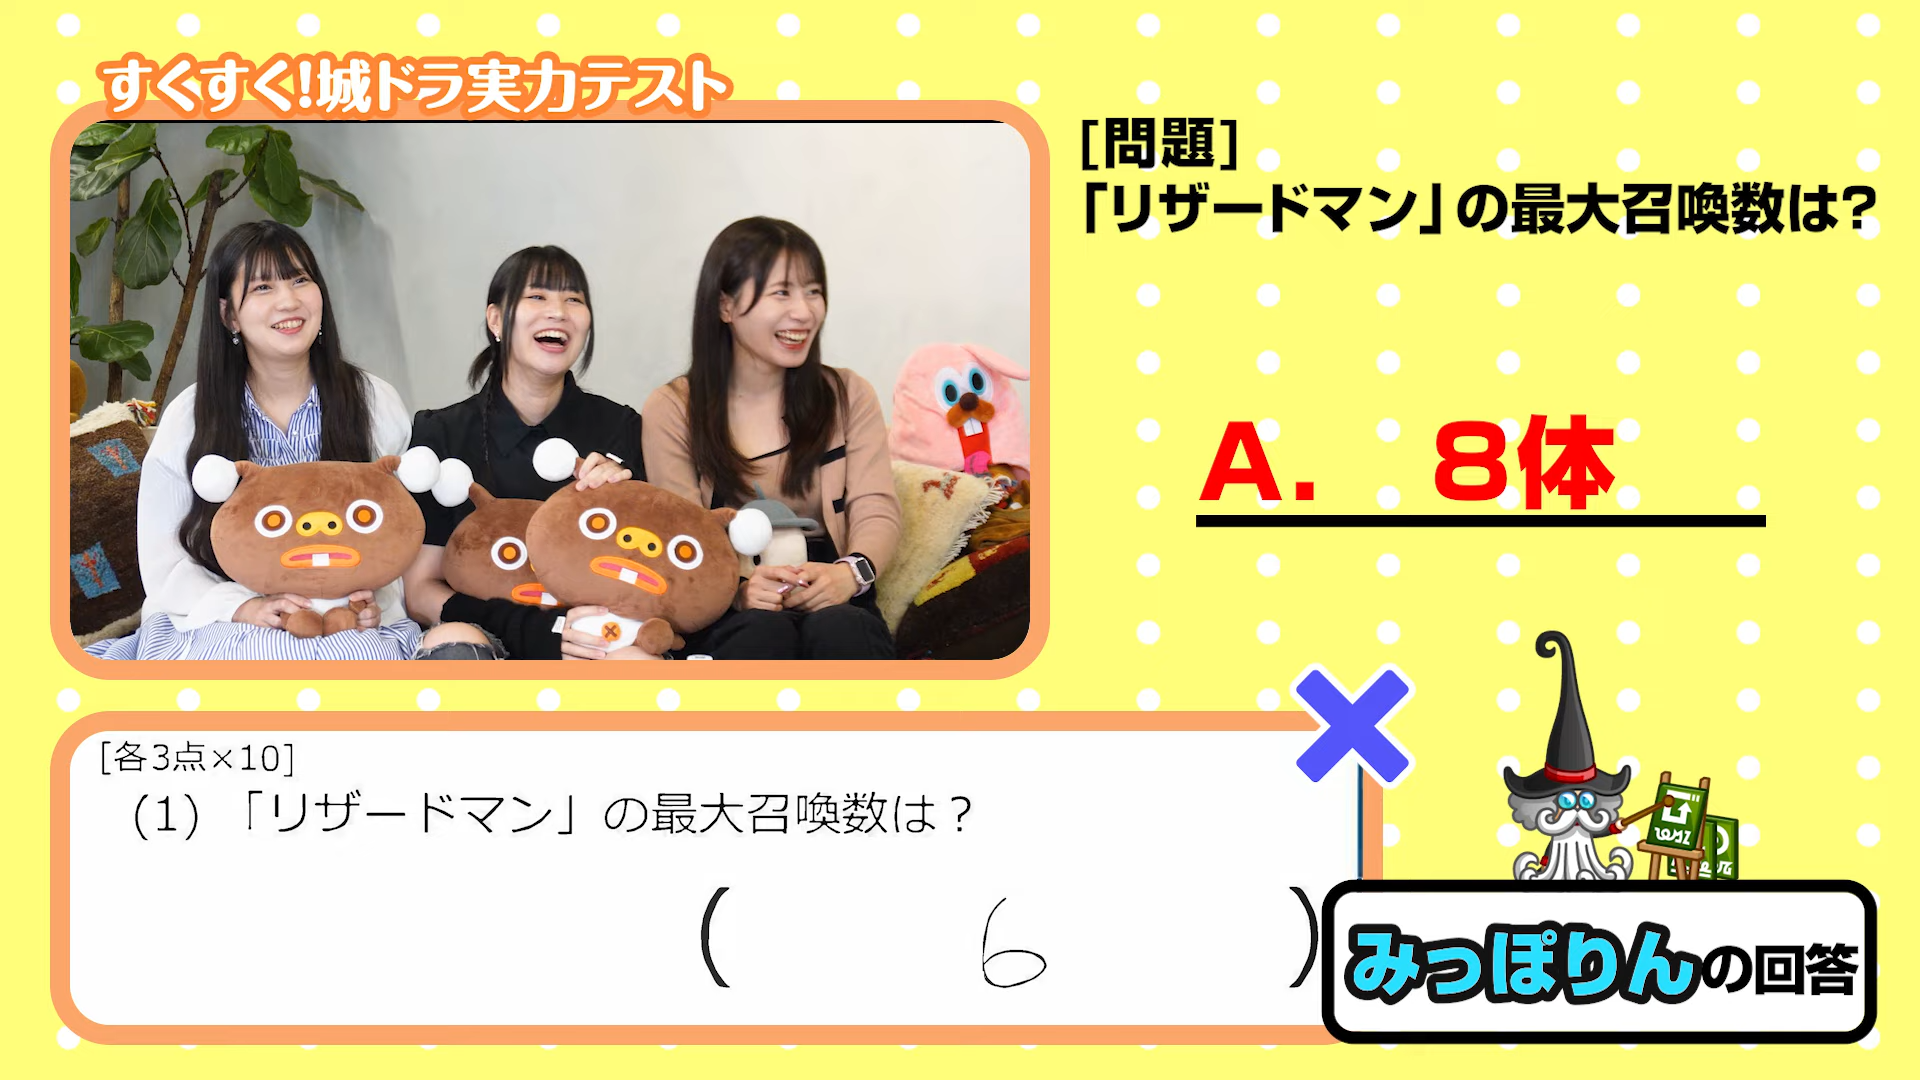 すくすく!城ドラ実力テスト
[問題]
「リザードマン」の最大召喚数は?
A. 8体
[各3点×10]
(1) 「リザードマン」の最大召喚数は？
( 6 )
みっぽりんの回答